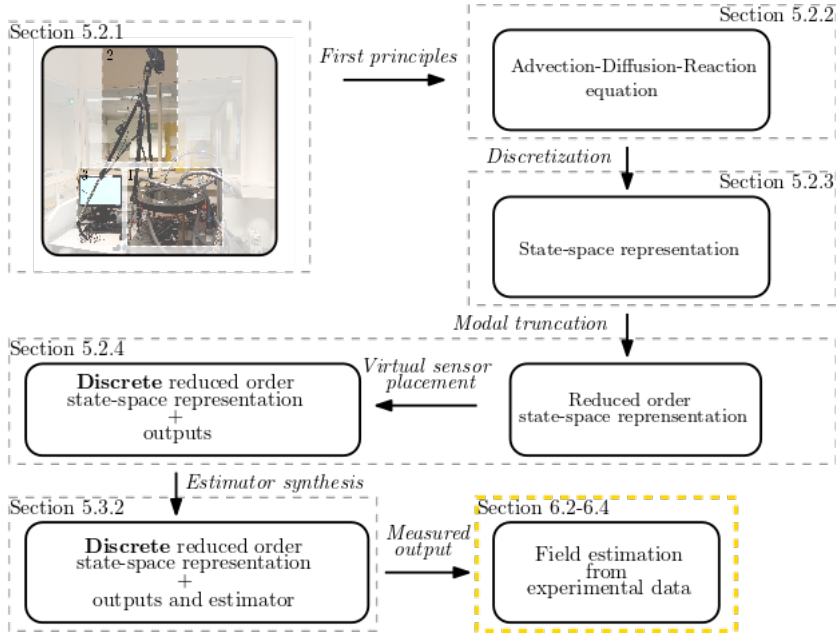 Section 5.2.1
2
3
1
First principles
Section 5.2.2
Advection-Diffusion-Reaction
equation
Discretization
Section 5.2.3
State-space representation
Modal truncation
Section 5.2.4
Reduced order
state-space reprensentation
Virtual sensor
placement
Discrete reduced order
state-space representation
+
outputs
Estimator synthesis
Section 5.3.2
Discrete reduced order
state-space representation
+
outputs and estimator
Measured
output
Section 6.2-6.4
Field estimation
from
experimental data